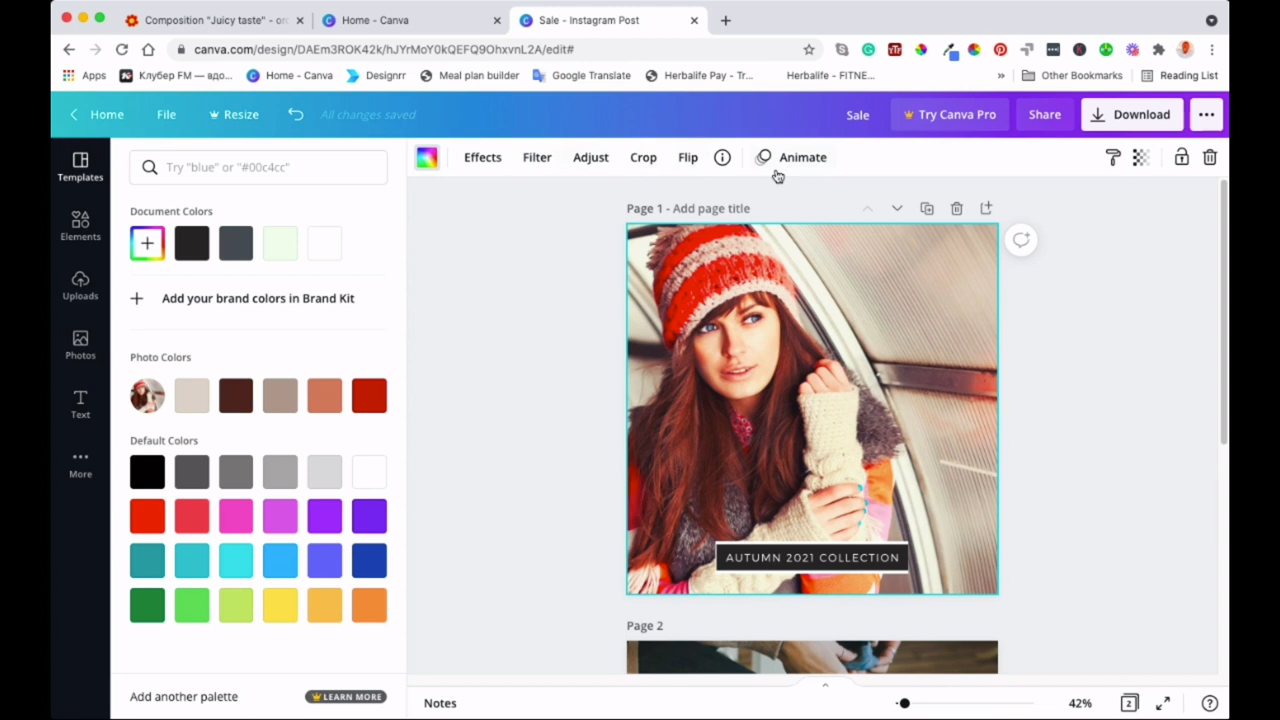 Composition "Juicy taste" - ord
Home - Canva
Sale - Instagram Post
canva.com/design/DAEm3ROK42k/hJYrMoY0kQEFQ9OhxvnL2A/edit#
Apps
Клубер FM — вдо...
Home - Canva
Designrr
Meal plan builder
Google Translate
Herbalife Pay - Tr...
Herbalife - FITNE...
»
Other Bookmarks
Reading List
Home
File
Resize
All changes saved
Sale
Try Canva Pro
Share
Download
Templates
Elements
Uploads
Photos
Text
More
Try "blue" or "#00c4cc"
Document Colors
Add your brand colors in Brand Kit
Photo Colors
Default Colors
Add another palette
LEARN MORE
Effects
Filter
Adjust
Crop
Flip
Animate
Page 1 - Add page title
AUTUMN 2021 COLLECTION
Page 2
Notes
42%
2